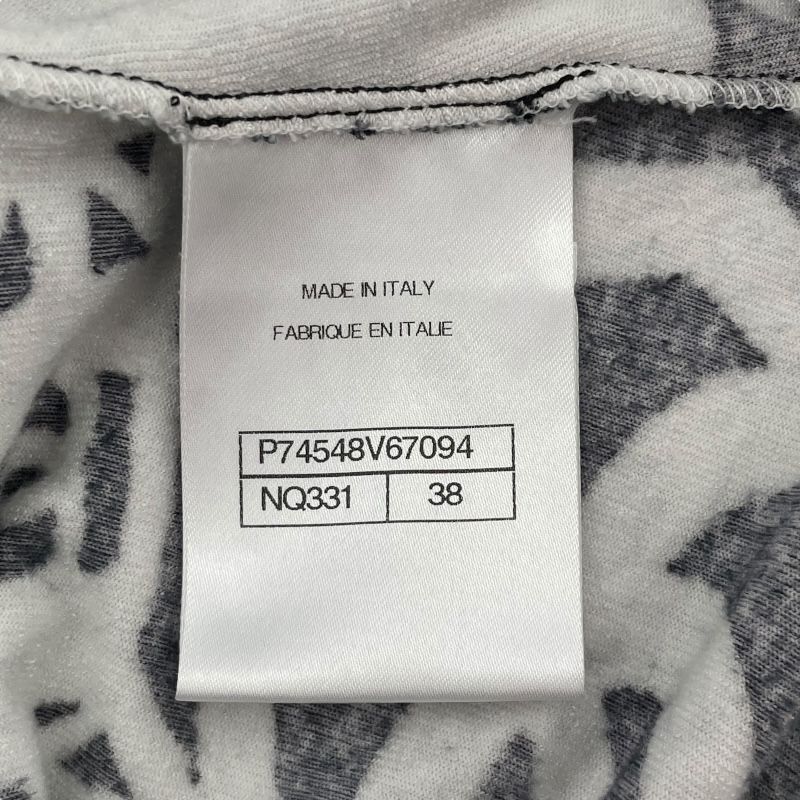 MADE IN ITALY
FABRIQUE EN ITALIE
P74548V67094
NQ331 38